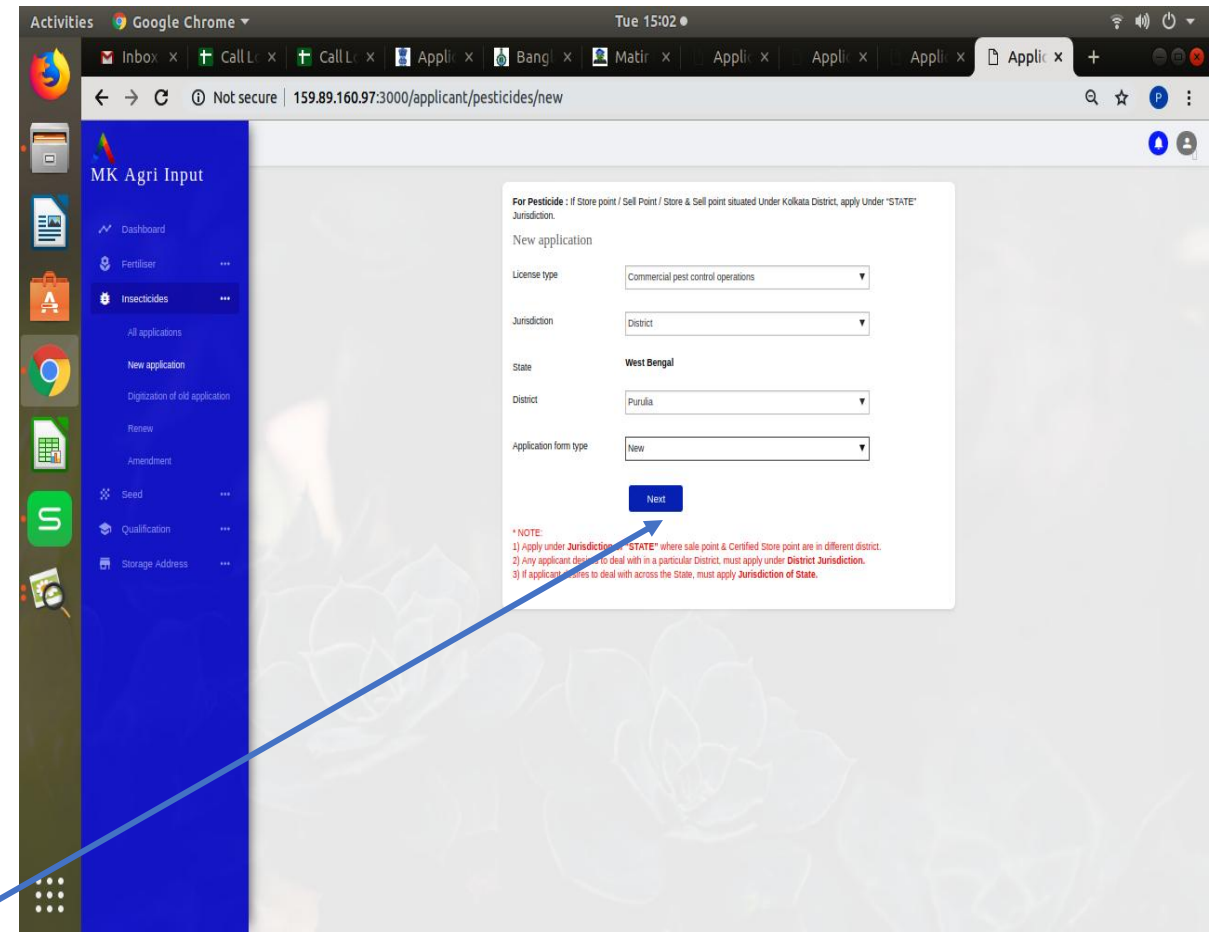 Activities Google Chrome ▾ Tue 15:02 ●
Inbox × Call Lo × Call Lo × Applic × Bangl × Matir × Applic × Applic × Applic × Applic × +
Not secure | 159.89.160.97:3000/applicant/pesticides/new P
MK Agri Input
Dashboard
Fertiliser •••
Insecticides •••
All applications
New application
Digitization of old application
Renew
Amendment
Seed •••
Qualification •••
Storage Address •••
For Pesticide : If Store point / Sell Point / Store & Sell point situated Under Kolkata District, apply Under "STATE"
Jurisdiction.
New application
License type Commercial pest control operations ▼
Jurisdiction District ▼
State West Bengal
District Purulia ▼
Application form type New ▼
Next
* NOTE:
1) Apply under Jurisdiction of "STATE" where sale point & Certified Store point are in different district.
2) Any applicant desires to deal with in a particular District, must apply under District Jurisdiction.
3) If applicant desires to deal with across the State, must apply Jurisdiction of State.